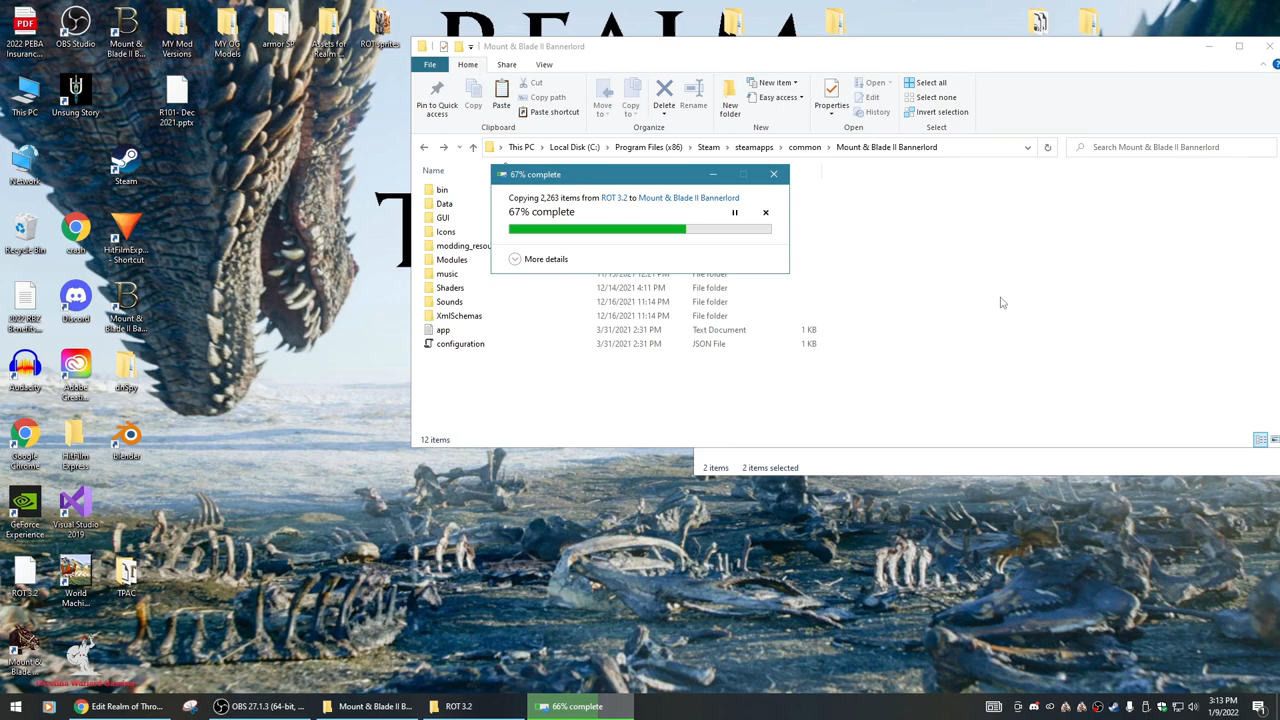 REALM
T
2022 PEBA Insuranc...
OBS Studio
Mount & Blade II B...
MY Mod Versions
MY OG Models
armor SP
Assets for Realm ...
ROT sprites
This PC
Unsung Story
R101- Dec 2021.pptx
Network
Steam
Recycle Bin
crash
HitFilmExp... - Shortcut
2022 RBZ Benefits...
Discord
Mount & Blade II Ba...
Audacity
Adobe Creati...
dnSpy
Google Chrome
HitFilm Express
blender
GeForce Experience
Visual Studio 2019
ROT 3.2
World Machi...
TPAC
Mount & Blade ...
Carolina Warlord Gaming
Mount & Blade II Bannerlord
File Home Share View
Pin to Quick access
Copy
Paste
Cut
Copy path
Paste shortcut
Clipboard
Move to
Copy to
Delete
Rename
Organize
New folder
New item
Easy access
New
Properties
Open
Edit
History
Open
Select all
Select none
Invert selection
Select
This PC Local Disk (C:) Program Files (x86) Steam steamapps common Mount & Blade II Bannerlord
Search Mount & Blade II Bannerlord
Name
67% complete
Copying 2,263 items from ROT 3.2 to Mount & Blade II Bannerlord
67% complete
More details
bin
Data
GUI
Icons
modding_resou
Modules
music 11/15/2021 12:21 PM File folder
Shaders 12/14/2021 4:11 PM File folder
Sounds 12/16/2021 11:14 PM File folder
XmlSchemas 12/16/2021 11:14 PM File folder
app 3/31/2021 2:31 PM Text Document 1 KB
configuration 3/31/2021 2:31 PM JSON File 1 KB
12 items
2 items 2 items selected
Edit Realm of Thro...
OBS 27.1.3 (64-bit, ...
Mount & Blade II B...
ROT 3.2
66% complete
3:13 PM
1/9/2022